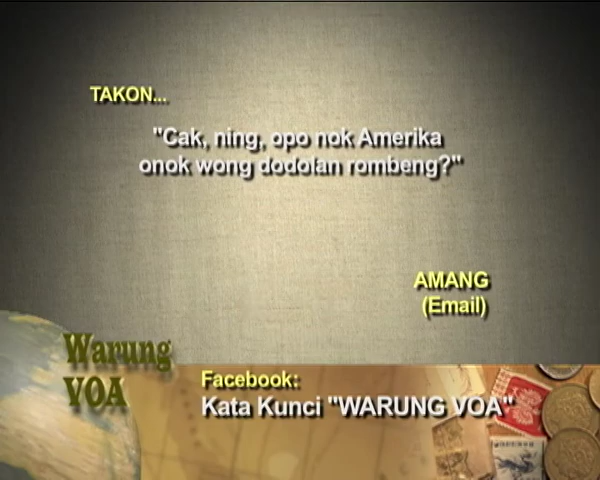 TAKON...
"Cak, ning, opo nok Amerika
onok wong dodolan rombeng?"
AMANG
(Email)
Warung
VOA
Facebook:
Kata Kunci "WARUNG VOA"